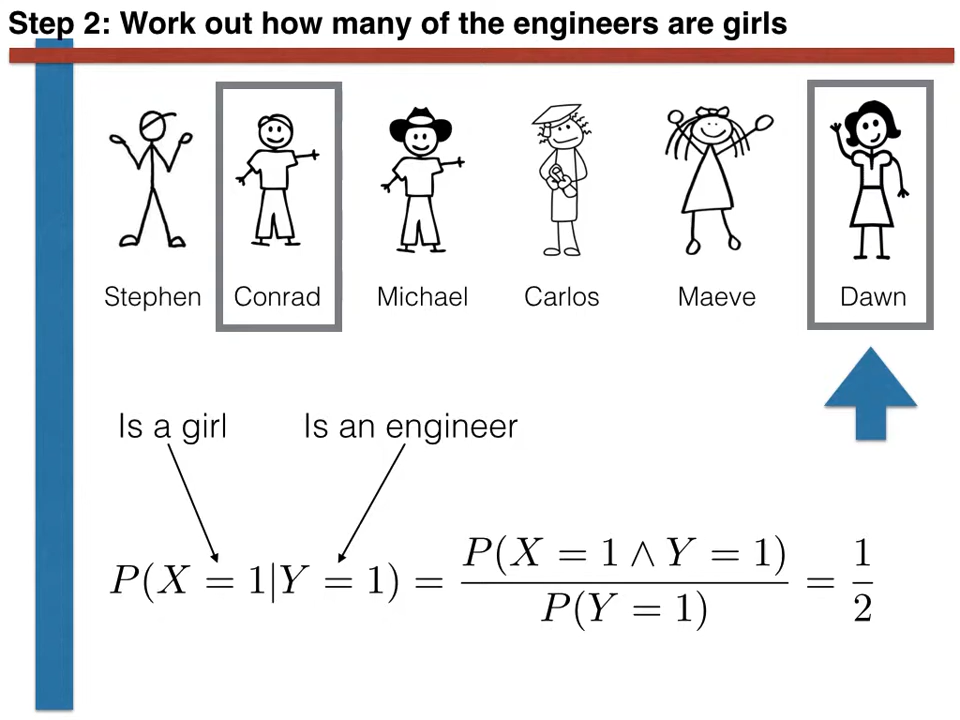 Step 2: Work out how many of the engineers are girls
Stephen Conrad Michael Carlos Maeve Dawn
Is a girl Is an engineer
P(X = 1|Y = 1) = P(X = 1 ∧ Y = 1) / P(Y = 1) = 1/2